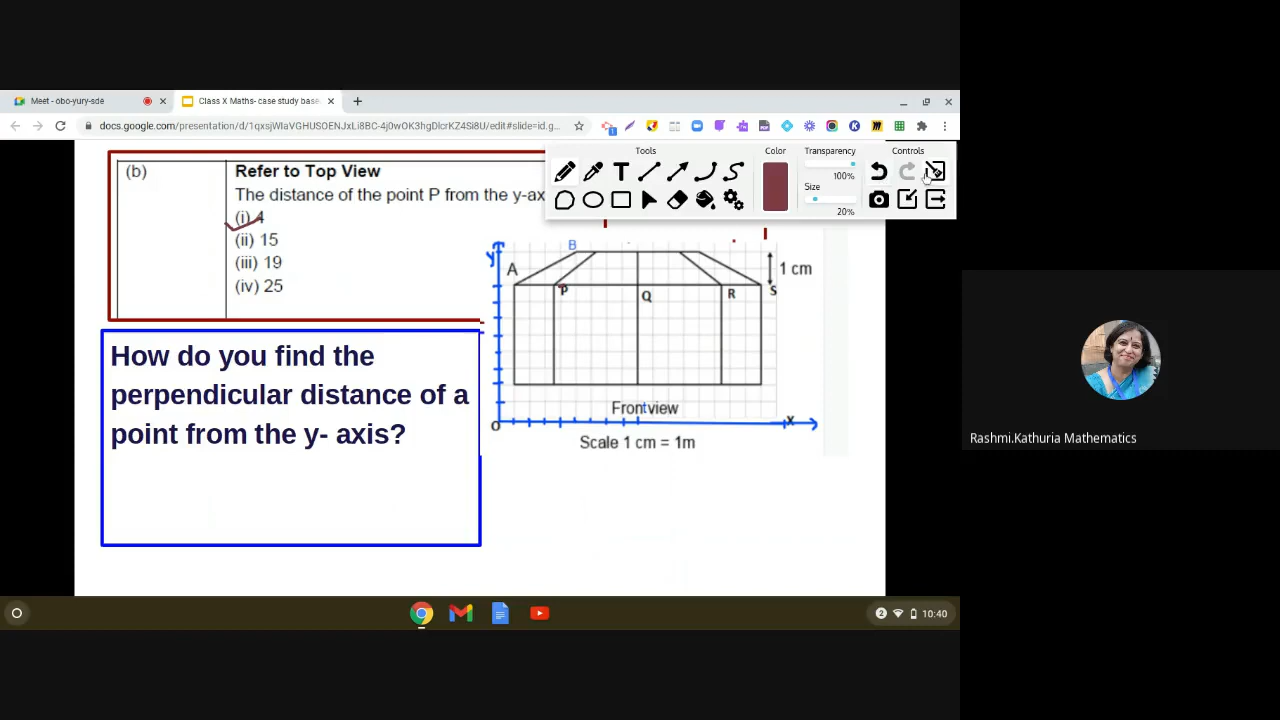 Meet - obo-yury-sde
Class X Maths- case study base
docs.google.com/presentation/d/1qxsjWIaVGHUSOENJxLi8BC-4j0wOK3hgDlcrKZ4Si8U/edit#slide=id.g...
Tools
Color
Transparency
Controls
100%
Size
20%
(b)
Refer to Top View
The distance of the point P from the y-ax
(i) 4
(ii) 15
(iii) 19
(iv) 25
y
B
A
1 cm
P
Q
R
S
Frontview
O
x
Scale 1 cm = 1m
How do you find the
perpendicular distance of a
point from the y- axis?
Rashmi.Kathuria Mathematics
2
10:40